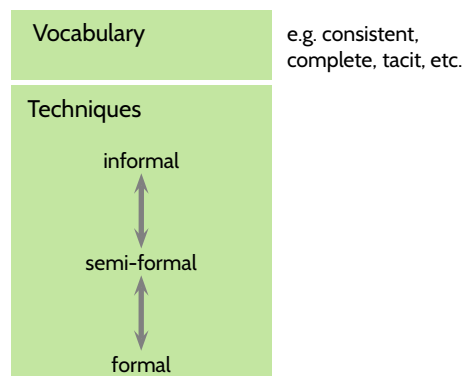 Vocabulary
e.g. consistent,
complete, tacit, etc.
Techniques
informal
semi-formal
formal